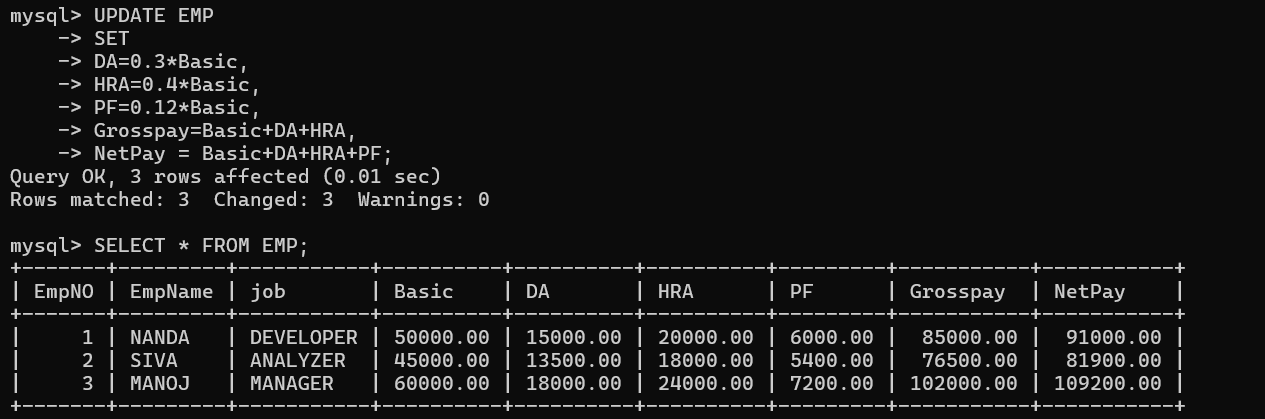 mysql> UPDATE EMP
    -> SET
    -> DA=0.3*Basic,
    -> HRA=0.4*Basic,
    -> PF=0.12*Basic,
    -> Grosspay=Basic+DA+HRA,
    -> NetPay = Basic+DA+HRA+PF;
Query OK, 3 rows affected (0.01 sec)
Rows matched: 3  Changed: 3  Warnings: 0

mysql> SELECT * FROM EMP;
+-------+---------+-----------+----------+----------+----------+---------+-----------+-----------+
| EmpNO | EmpName | job       | Basic    | DA       | HRA      | PF      | Grosspay  | NetPay    |
+-------+---------+-----------+----------+----------+----------+---------+-----------+-----------+
|     1 | NANDA   | DEVELOPER | 50000.00 | 15000.00 | 20000.00 | 6000.00 |  85000.00 |  91000.00 |
|     2 | SIVA    | ANALYZER  | 45000.00 | 13500.00 | 18000.00 | 5400.00 |  76500.00 |  81900.00 |
|     3 | MANOJ   | MANAGER   | 60000.00 | 18000.00 | 24000.00 | 7200.00 | 102000.00 | 109200.00 |
+-------+---------+-----------+----------+----------+----------+---------+-----------+-----------+